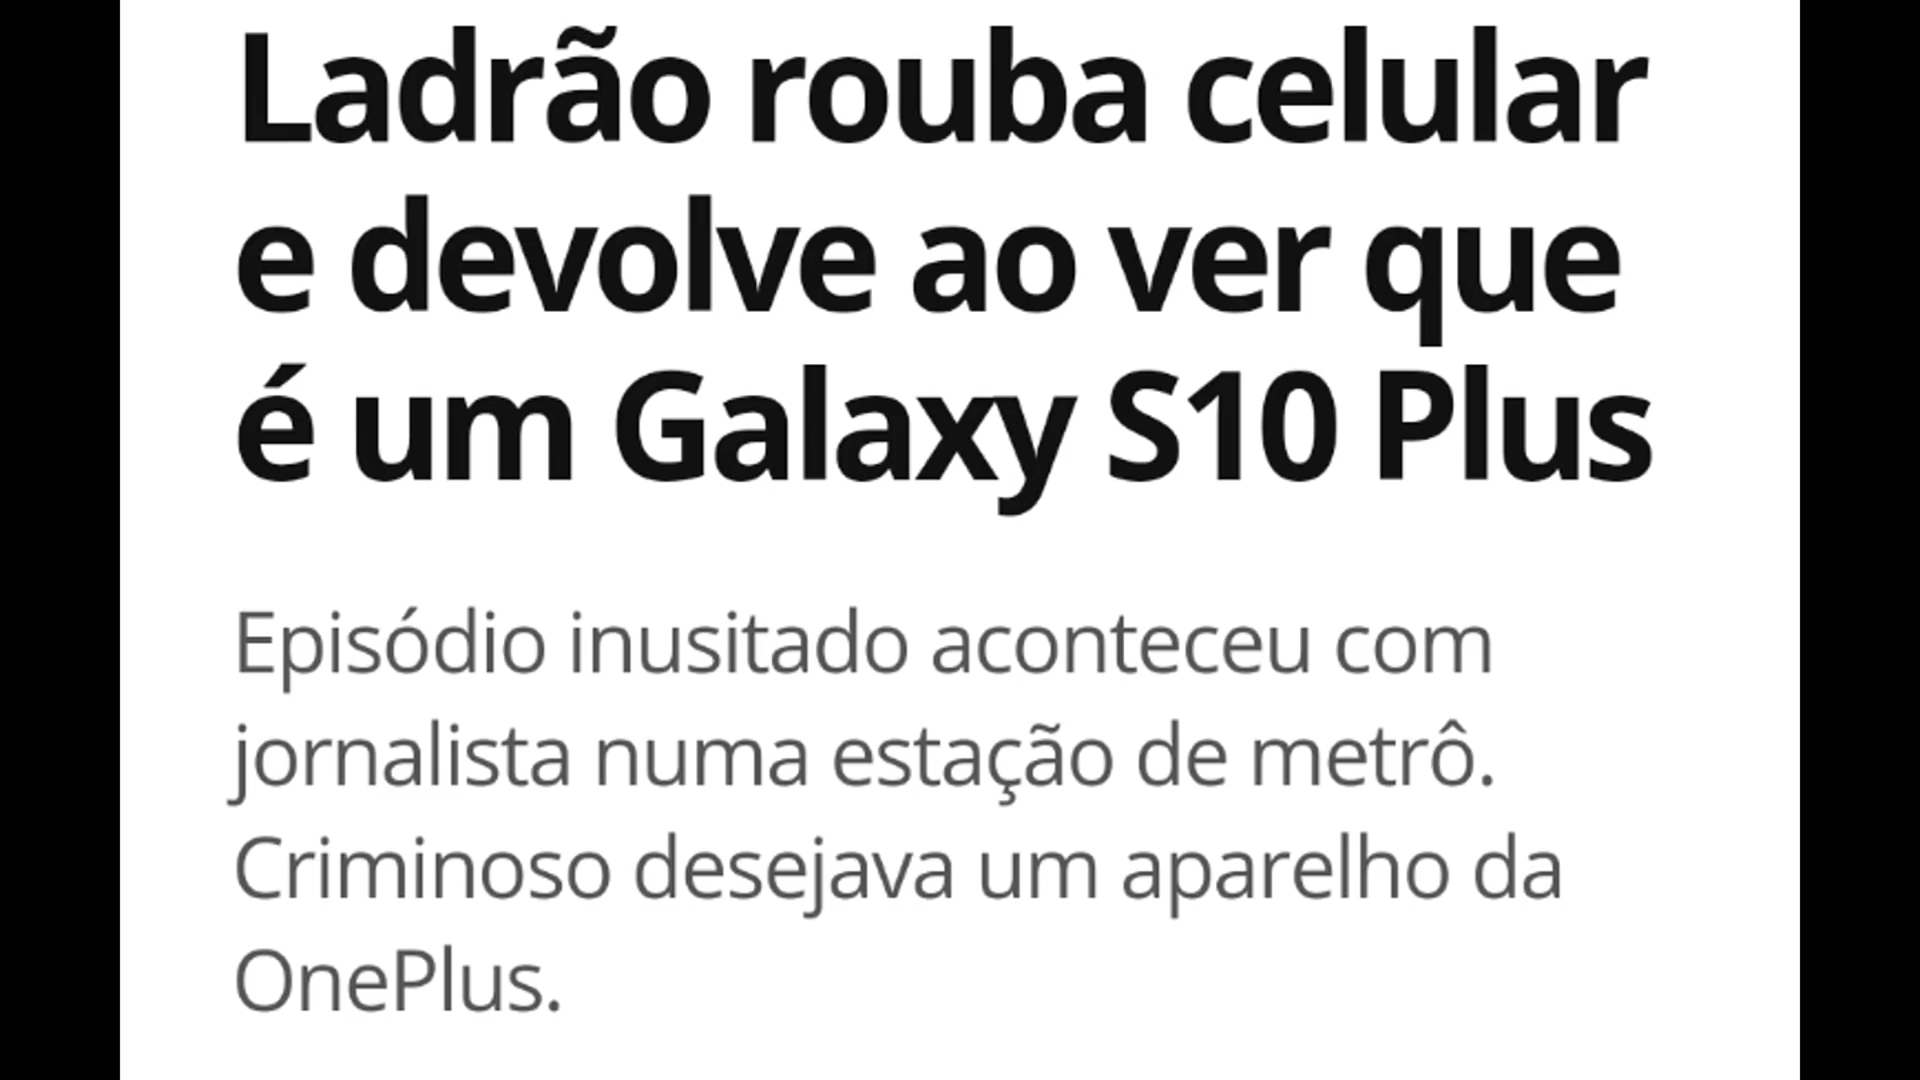 Ladrão rouba celular
e devolve ao ver que
é um Galaxy S10 Plus
Episódio inusitado aconteceu com
jornalista numa estação de metrô.
Criminoso desejava um aparelho da
OnePlus.